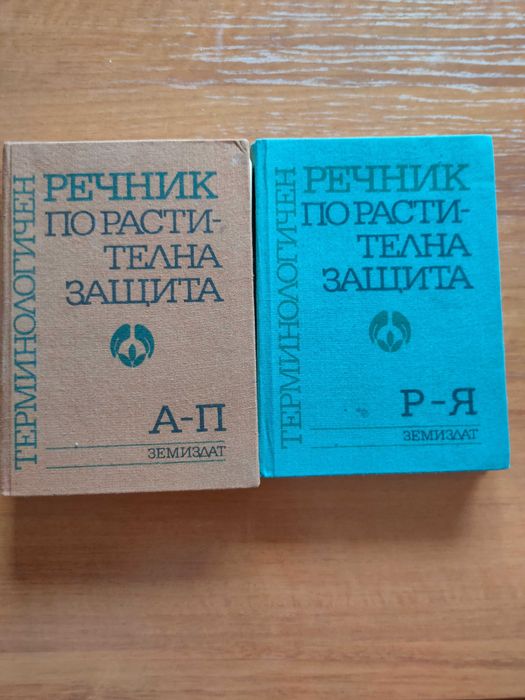 ТЕРМИНОЛОГИЧЕН
РЕЧНИК
ПО РАСТИ-
ТЕЛНА
ЗАЩИТА
А-П
ЗЕМИЗДАТ
ТЕРМИНОЛОГИЧЕН
РЕЧНИК
ПО РАСТИ-
ТЕЛНА
ЗАЩИТА
Р-Я
ЗЕМИЗДАТ